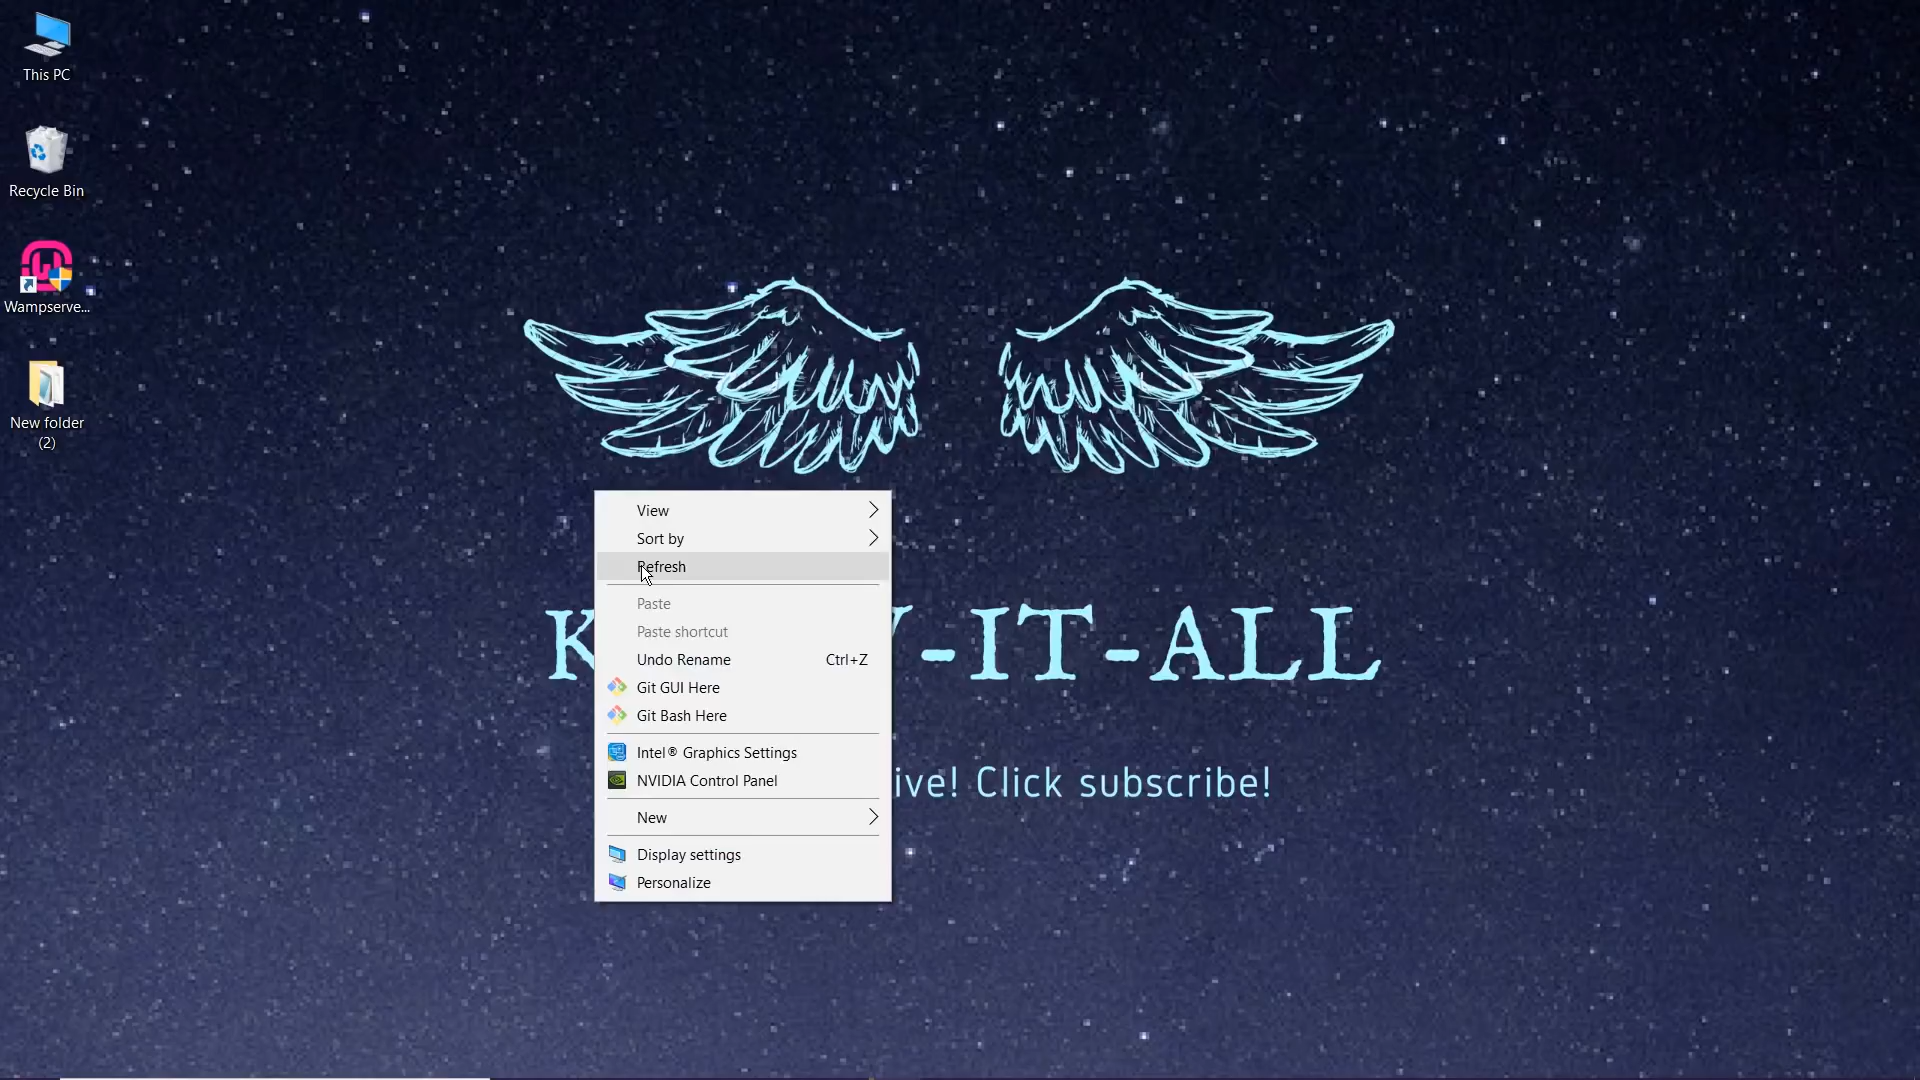 This PC
Recycle Bin
Wampserve...
New folder
(2)
View
Sort by
Refresh
Paste
Paste shortcut
Undo Rename Ctrl+Z
Git GUI Here
Git Bash Here
Intel® Graphics Settings
NVIDIA Control Panel
New
Display settings
Personalize
-IT-ALL
ive! Click subscribe!